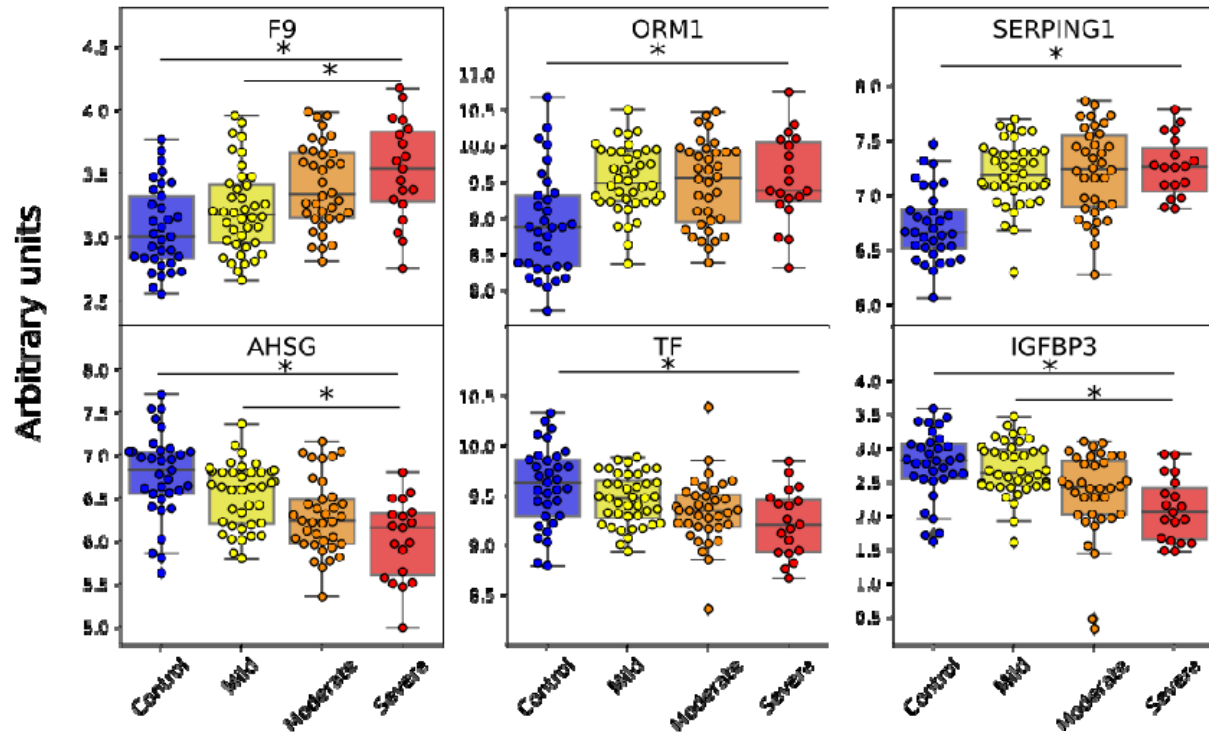 Arbitrary units
F9
*
*
4.5
4.0
3.5
3.0
2.5
ORM1
*
11.0
10.5
10.0
9.5
9.0
8.5
8.0
SERPING1
*
8.0
7.5
7.0
6.5
6.0
AHSG
*
*
8.0
7.5
7.0
6.5
6.0
5.5
5.0
TF
*
10.5
10.0
9.5
9.0
8.5
IGFBP3
*
*
4.0
3.5
3.0
2.5
2.0
1.5
1.0
0.5
Control
Mild
Moderate
Severe
Control
Mild
Moderate
Severe
Control
Mild
Moderate
Severe